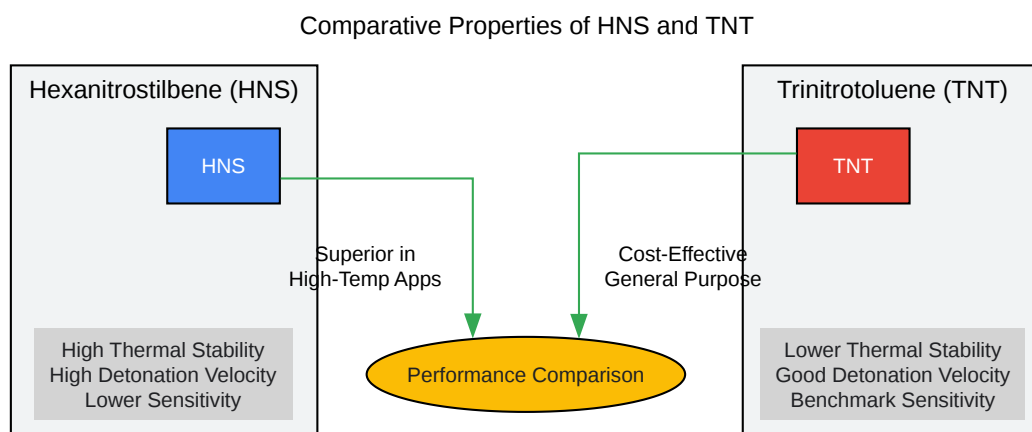 Comparative Properties of HNS and TNT
Hexanitrostilbene (HNS)
HNS
Superior in
High-Temp Apps
High Thermal Stability
High Detonation Velocity
Lower Sensitivity
Performance Comparison
Trinitrotoluene (TNT)
TNT
Cost-Effective
General Purpose
Lower Thermal Stability
Good Detonation Velocity
Benchmark Sensitivity